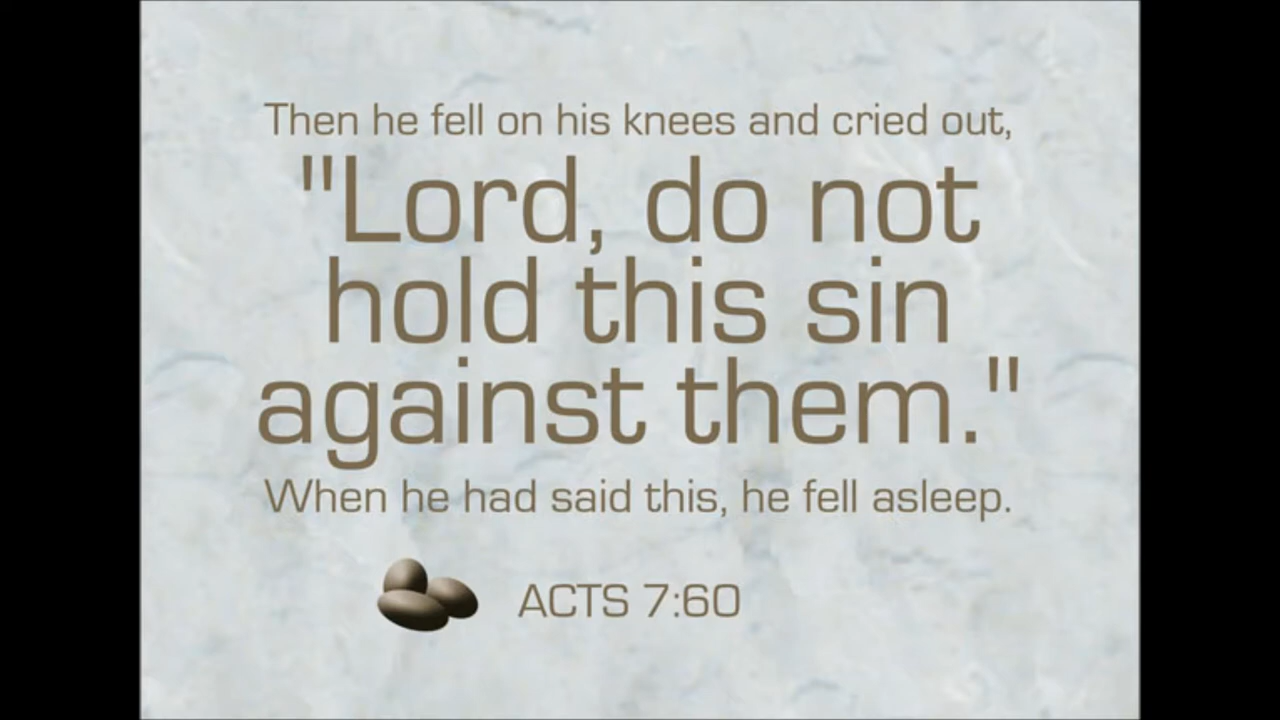 Then he fell on his knees and cried out,
"Lord, do not
hold this sin
against them."
When he had said this, he fell asleep.
ACTS 7:60